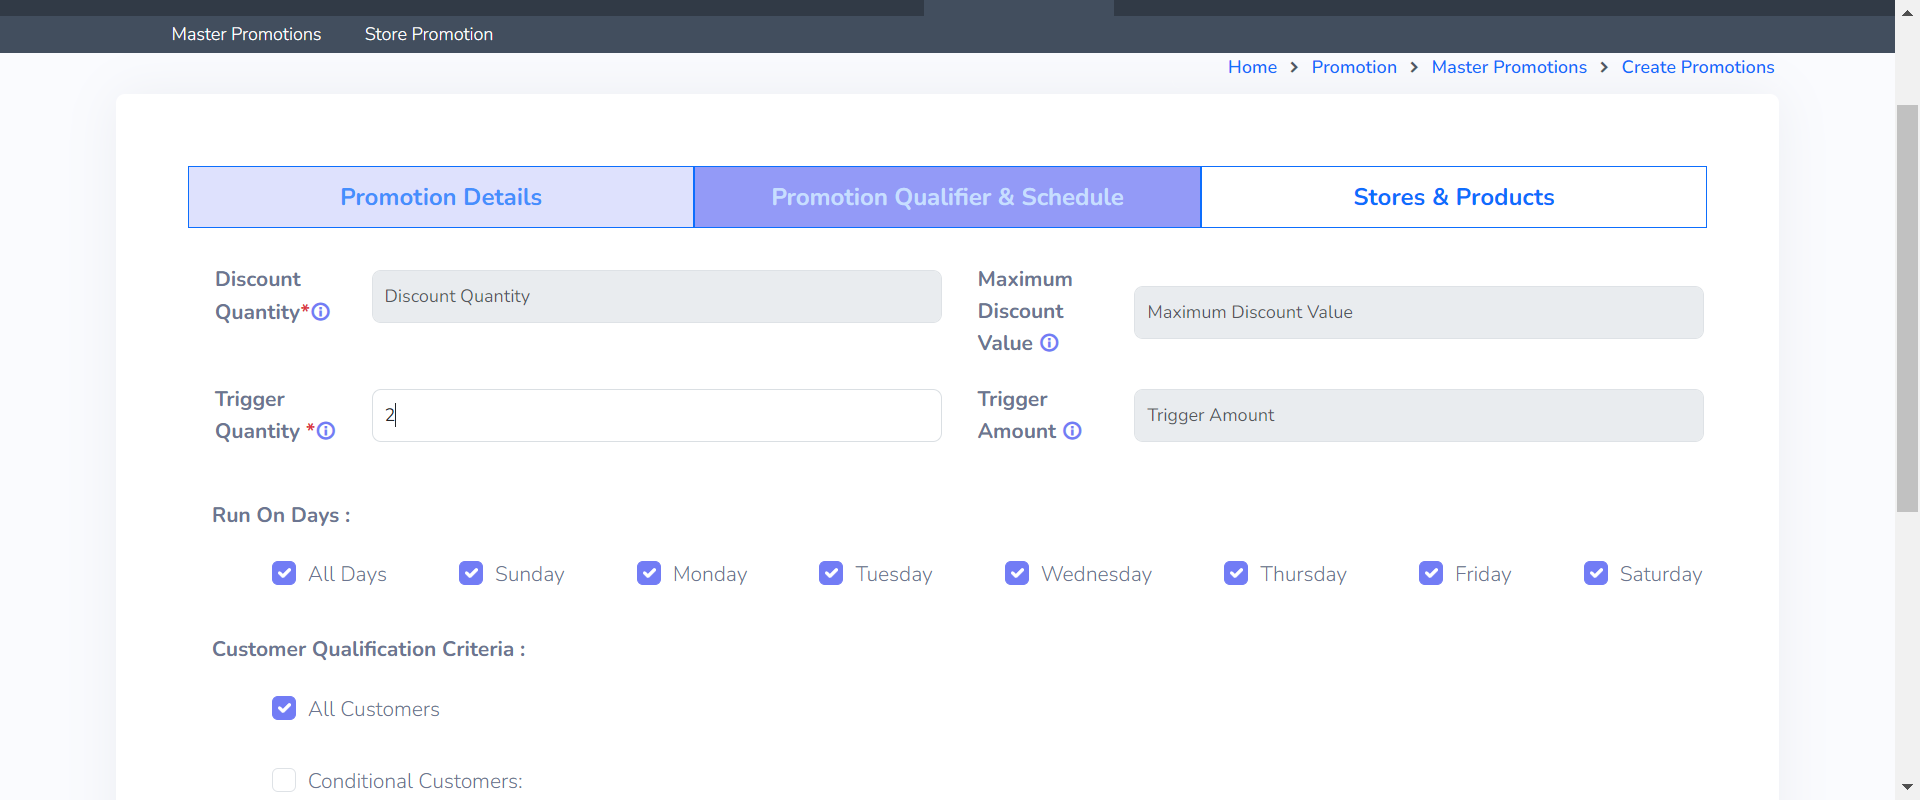 Master Promotions Store Promotion
Home > Promotion > Master Promotions > Create Promotions
Promotion Details Promotion Qualifier & Schedule Stores & Products
Discount
Quantity*
Discount Quantity
Maximum
Discount
Value
Maximum Discount Value
Trigger
Quantity *
2
Trigger
Amount
Trigger Amount
Run On Days :
All Days Sunday Monday Tuesday Wednesday Thursday Friday Saturday
Customer Qualification Criteria :
All Customers
Conditional Customers: